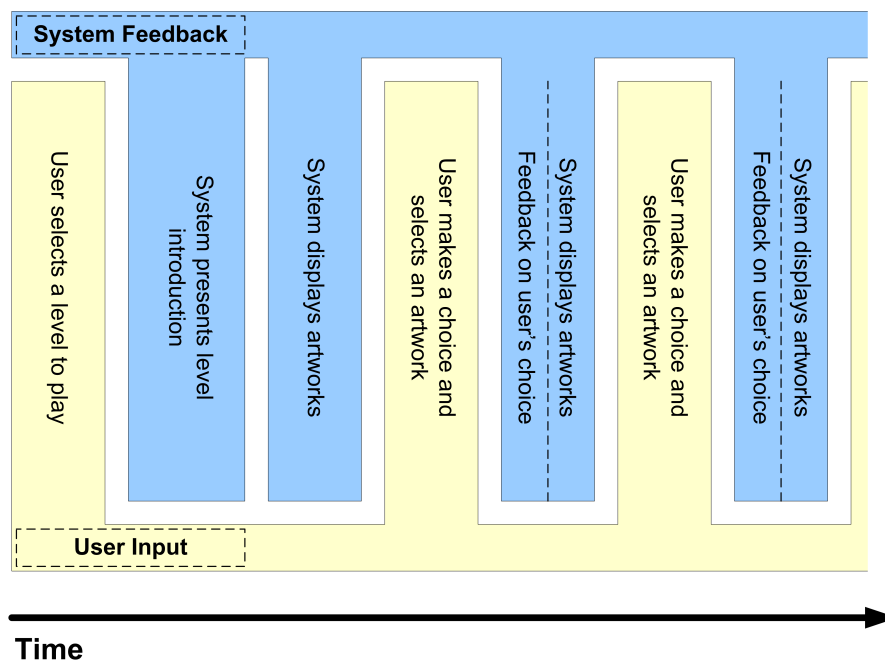 System Feedback
User selects a level to play
System presents level
introduction
System displays artworks
User makes a choice and
selects an artwork
Feedback on user's choice
System displays artworks
User makes a choice and
selects an artwork
Feedback on user's choice
System displays artworks
User Input
Time